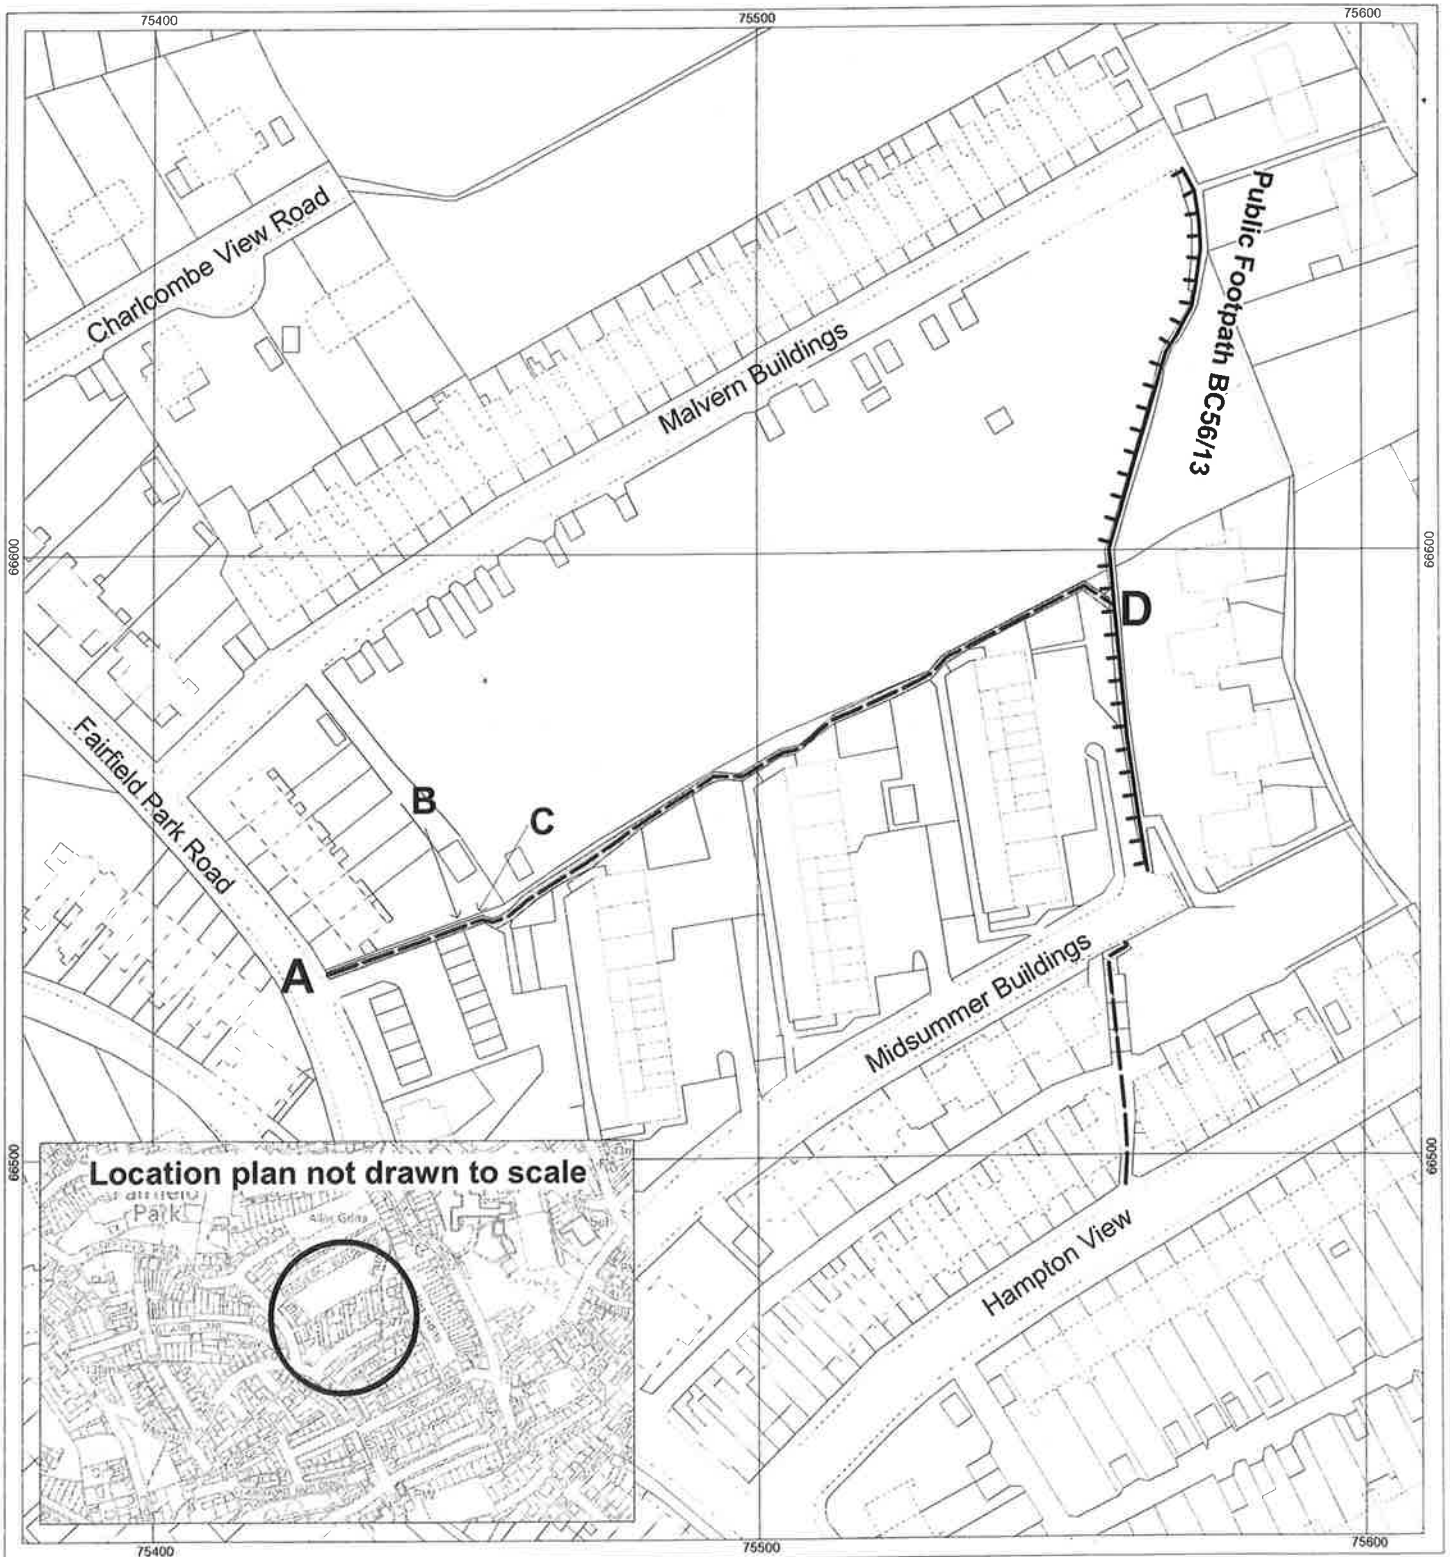 75400
75500
75600
Charlcombe View Road
Malvern Buildings
Public Footpath BC56/13
66600
66600
D
Fairfield Park Road
B
C
A
Midsummer Buildings
66500
66500
Location plan not drawn to scale
Fairfield
Park
Hampton View
75400
75500
75600